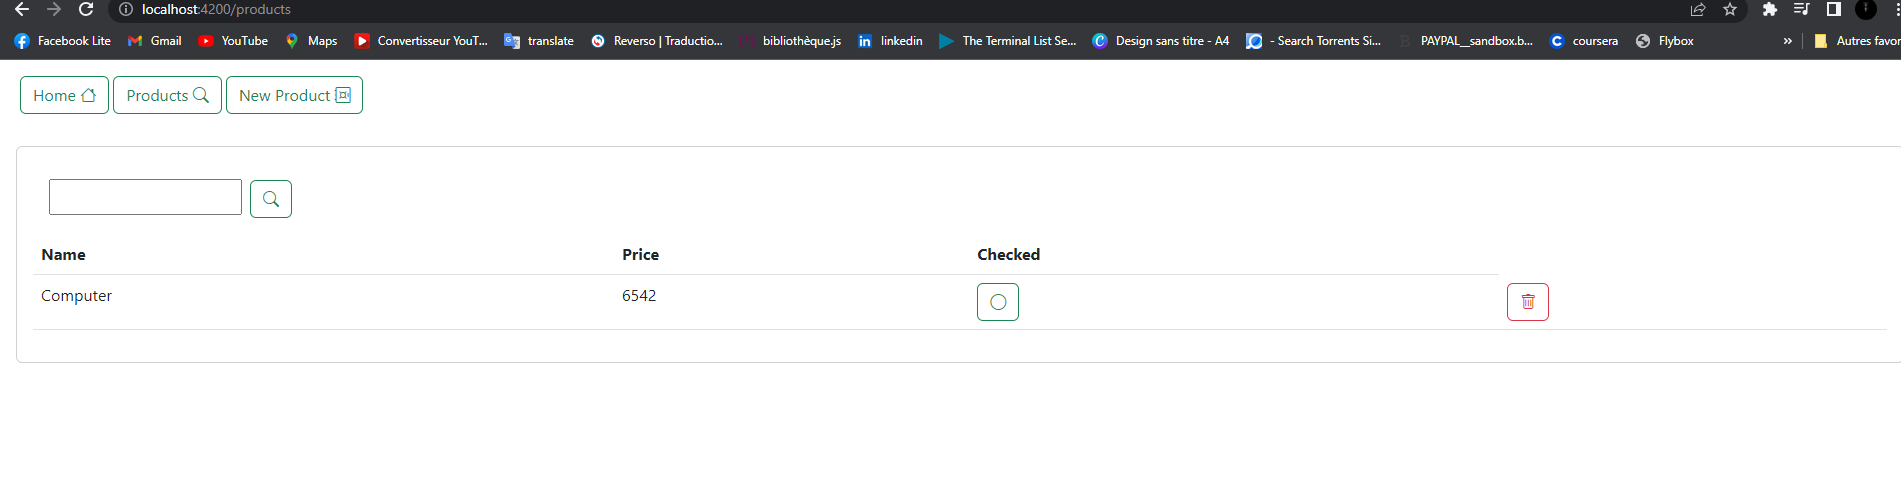 localhost:4200/products
Facebook Lite Gmail YouTube Maps Convertisseur YouT... translate Reverso | Traductio... bibliothèque.js linkedin The Terminal List Se... Design sans titre - A4 - Search Torrents Si... PAYPAL__sandbox.b... coursera Flybox » Autres favor
Home Products New Product
Name Price Checked
Computer 6542